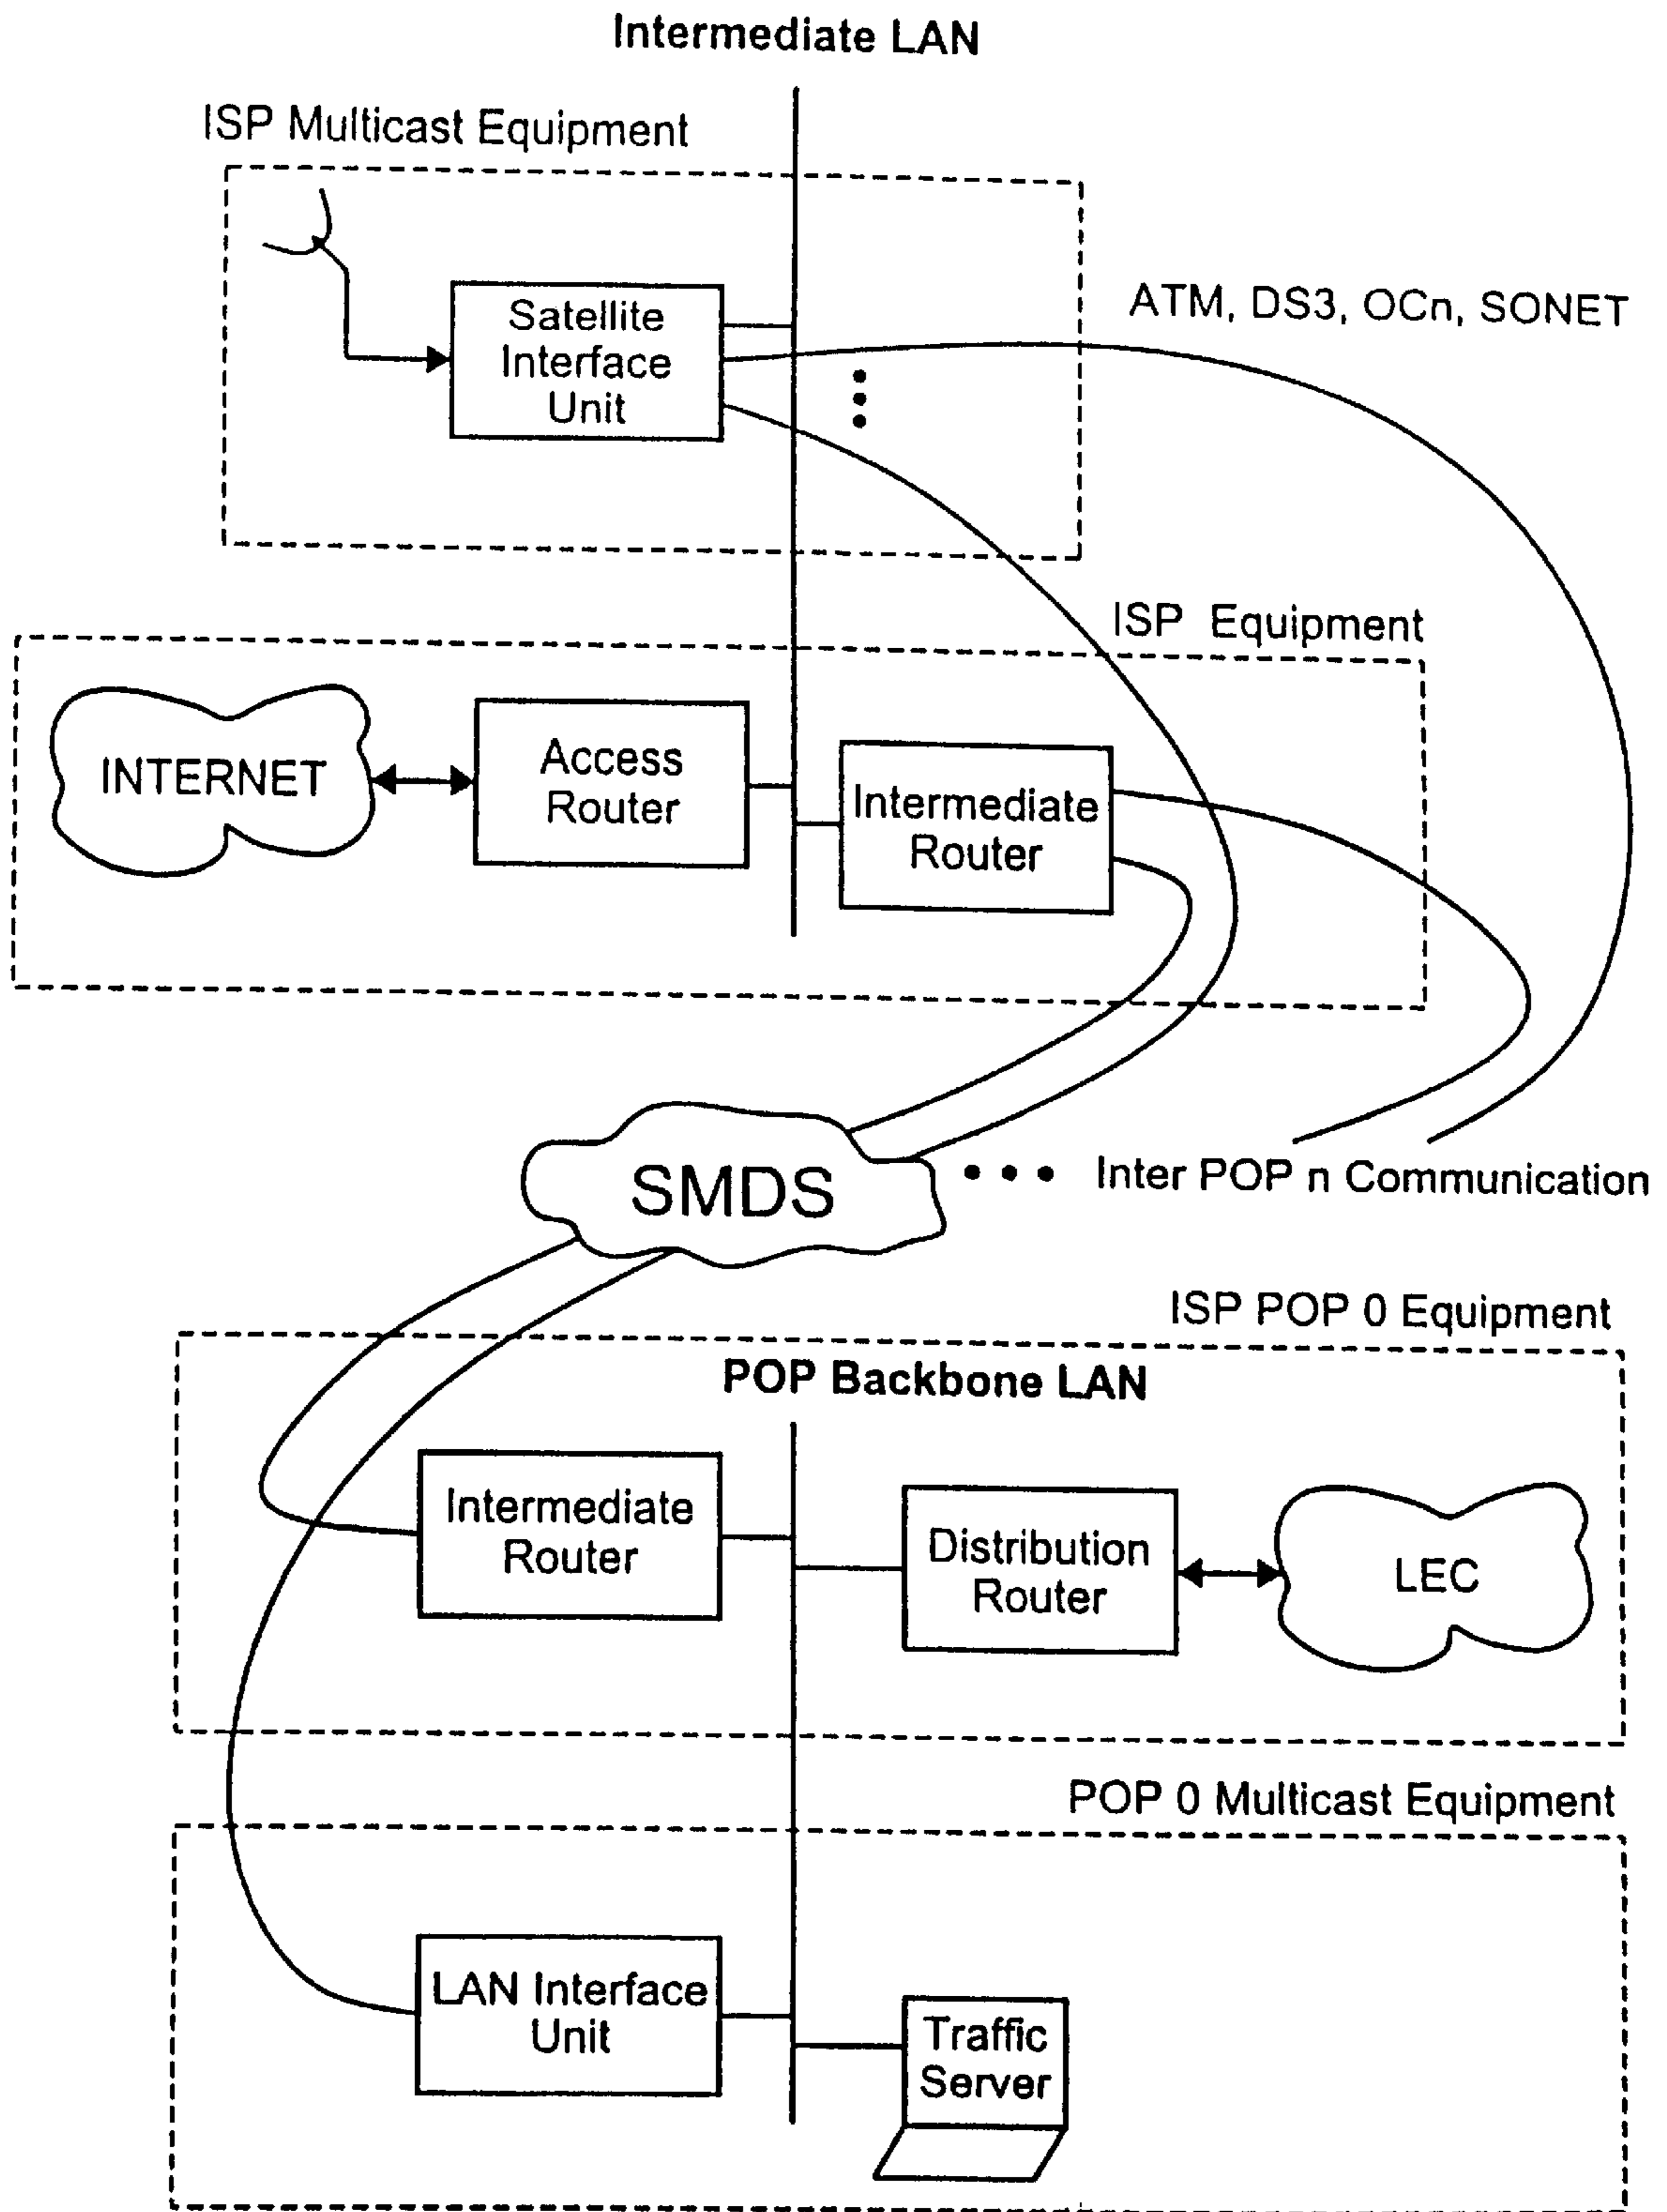 Intermediate LAN
ISP Multicast Equipment
Satellite
Interface
Unit
ATM, DS3, OCn, SONET
ISP Equipment
INTERNET
Access
Router
Intermediate
Router
SMDS
Inter POP n Communication
ISP POP 0 Equipment
POP Backbone LAN
Intermediate
Router
Distribution
Router
LEC
POP 0 Multicast Equipment
LAN Interface
Unit
Traffic
Server